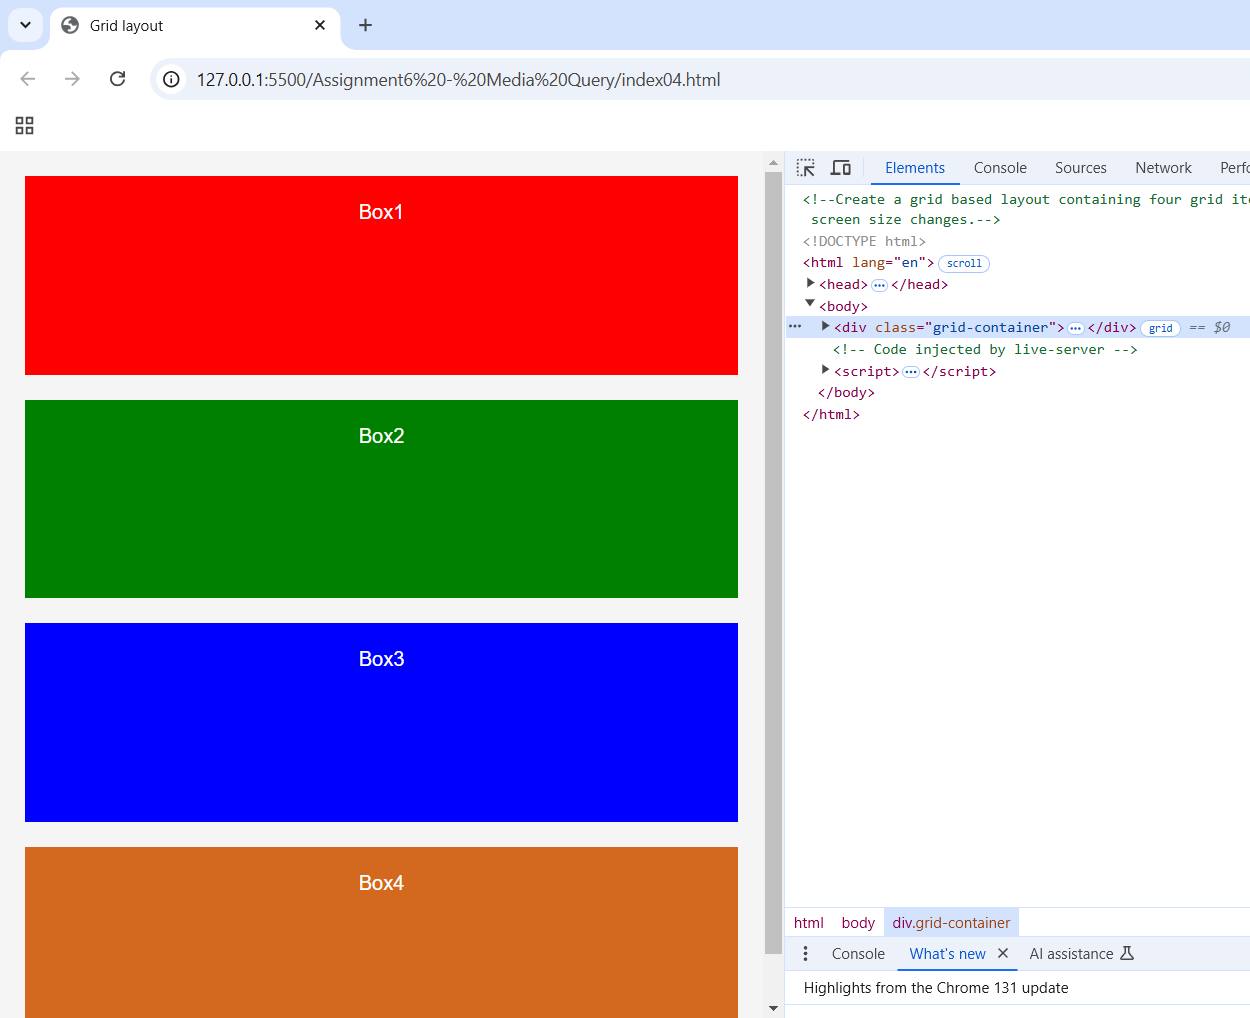 Grid layout
127.0.0.1:5500/Assignment6%20-%20Media%20Query/index04.html
Box1
Box2
Box3
Box4
Elements Console Sources Network Perfo
<!--Create a grid based layout containing four grid ite
screen size changes.-->
<!DOCTYPE html>
<html lang="en"> scroll
<head> ••• </head>
<body>
••• <div class="grid-container"> ••• </div> grid == $0
<!-- Code injected by live-server -->
<script> ••• </script>
</body>
</html>
html body div.grid-container
Console What's new AI assistance
Highlights from the Chrome 131 update